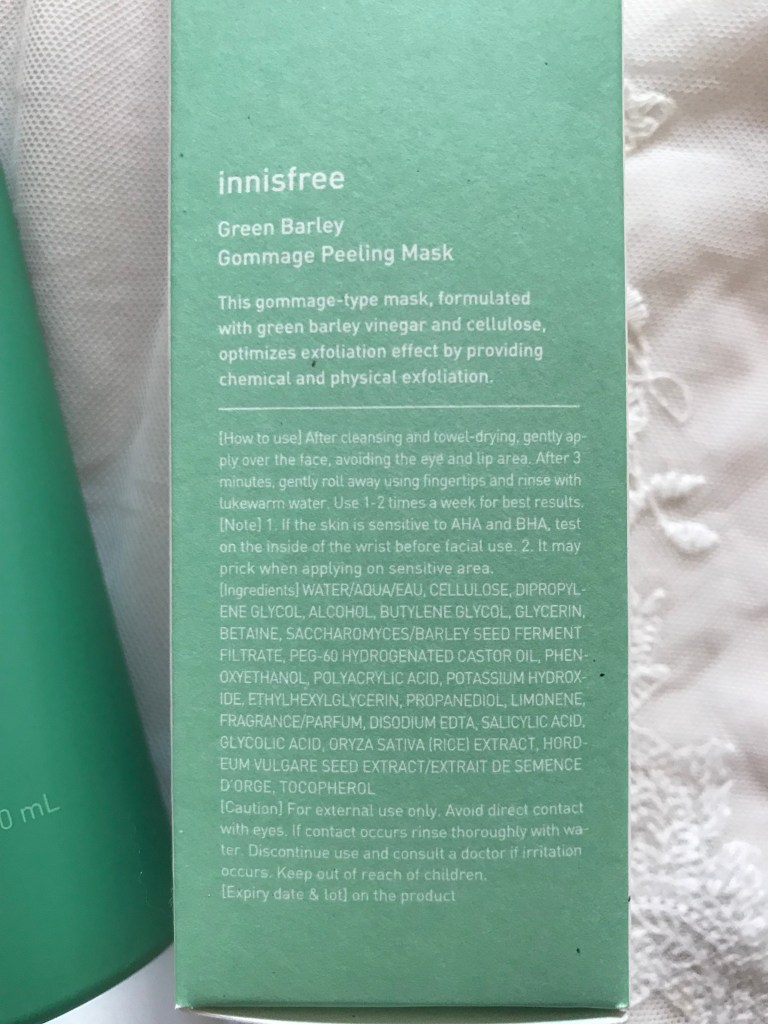 innisfree
Green Barley
Gommage Peeling Mask
This gommage-type mask, formulated
with green barley vinegar and cellulose,
optimizes exfoliation effect by providing
chemical and physical exfoliation.
[How to use] After cleansing and towel-drying, gently ap-
ply over the face, avoiding the eye and lip area. After 3
minutes, gently roll away using fingertips and rinse with
lukewarm water. Use 1-2 times a week for best results.
[Note] 1. If the skin is sensitive to AHA and BHA, test
on the inside of the wrist before facial use. 2. It may
prick when applying on sensitive area.
[Ingredients] WATER/AQUA/EAU, CELLULOSE, DIPROPYL-
ENE GLYCOL, ALCOHOL, BUTYLENE GLYCOL, GLYCERIN,
BETAINE, SACCHAROMYCES/BARLEY SEED FERMENT
FILTRATE, PEG-60 HYDROGENATED CASTOR OIL, PHEN-
OXYETHANOL, POLYACRYLIC ACID, POTASSIUM HYDROX-
IDE, ETHYLHEXYLGLYCERIN, PROPANEDIOL, LIMONENE,
FRAGRANCE/PARFUM, DISODIUM EDTA, SALICYLIC ACID,
GLYCOLIC ACID, ORYZA SATIVA (RICE) EXTRACT, HORD-
EUM VULGARE SEED EXTRACT/EXTRAIT DE SEMENCE
D'ORGE, TOCOPHEROL
[Caution] For external use only. Avoid direct contact
with eyes. If contact occurs rinse thoroughly with wa-
ter. Discontinue use and consult a doctor if irritation
occurs. Keep out of reach of children.
[Expiry date & lot] on the product
0 mL